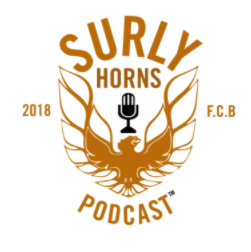 SURLY
HORNS
2018
F.C.B
PODCAST™